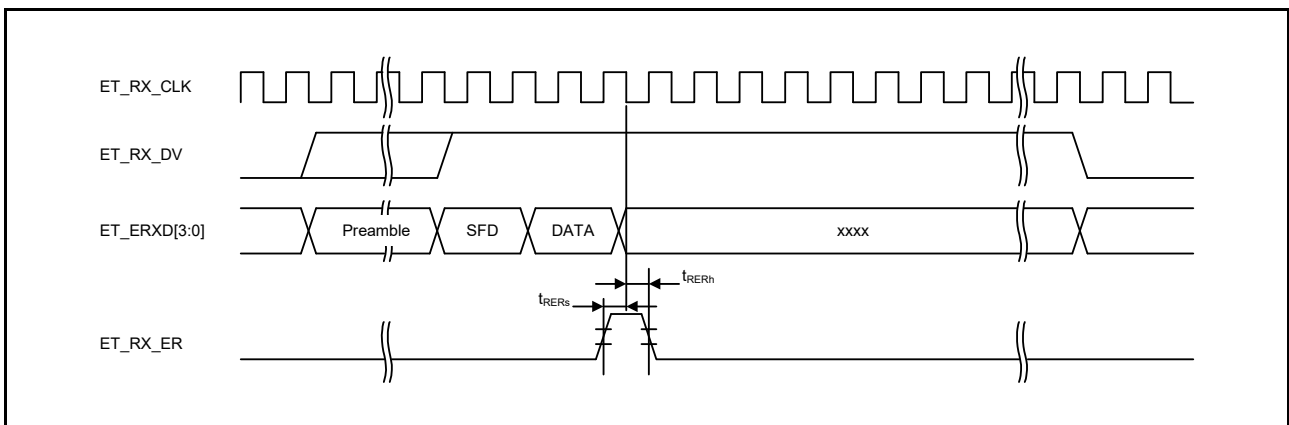 ET_RX_CLK
ET_RX_DV
ET_ERXD[3:0] Preamble SFD DATA xxxx
tRERh
tRERs
ET_RX_ER